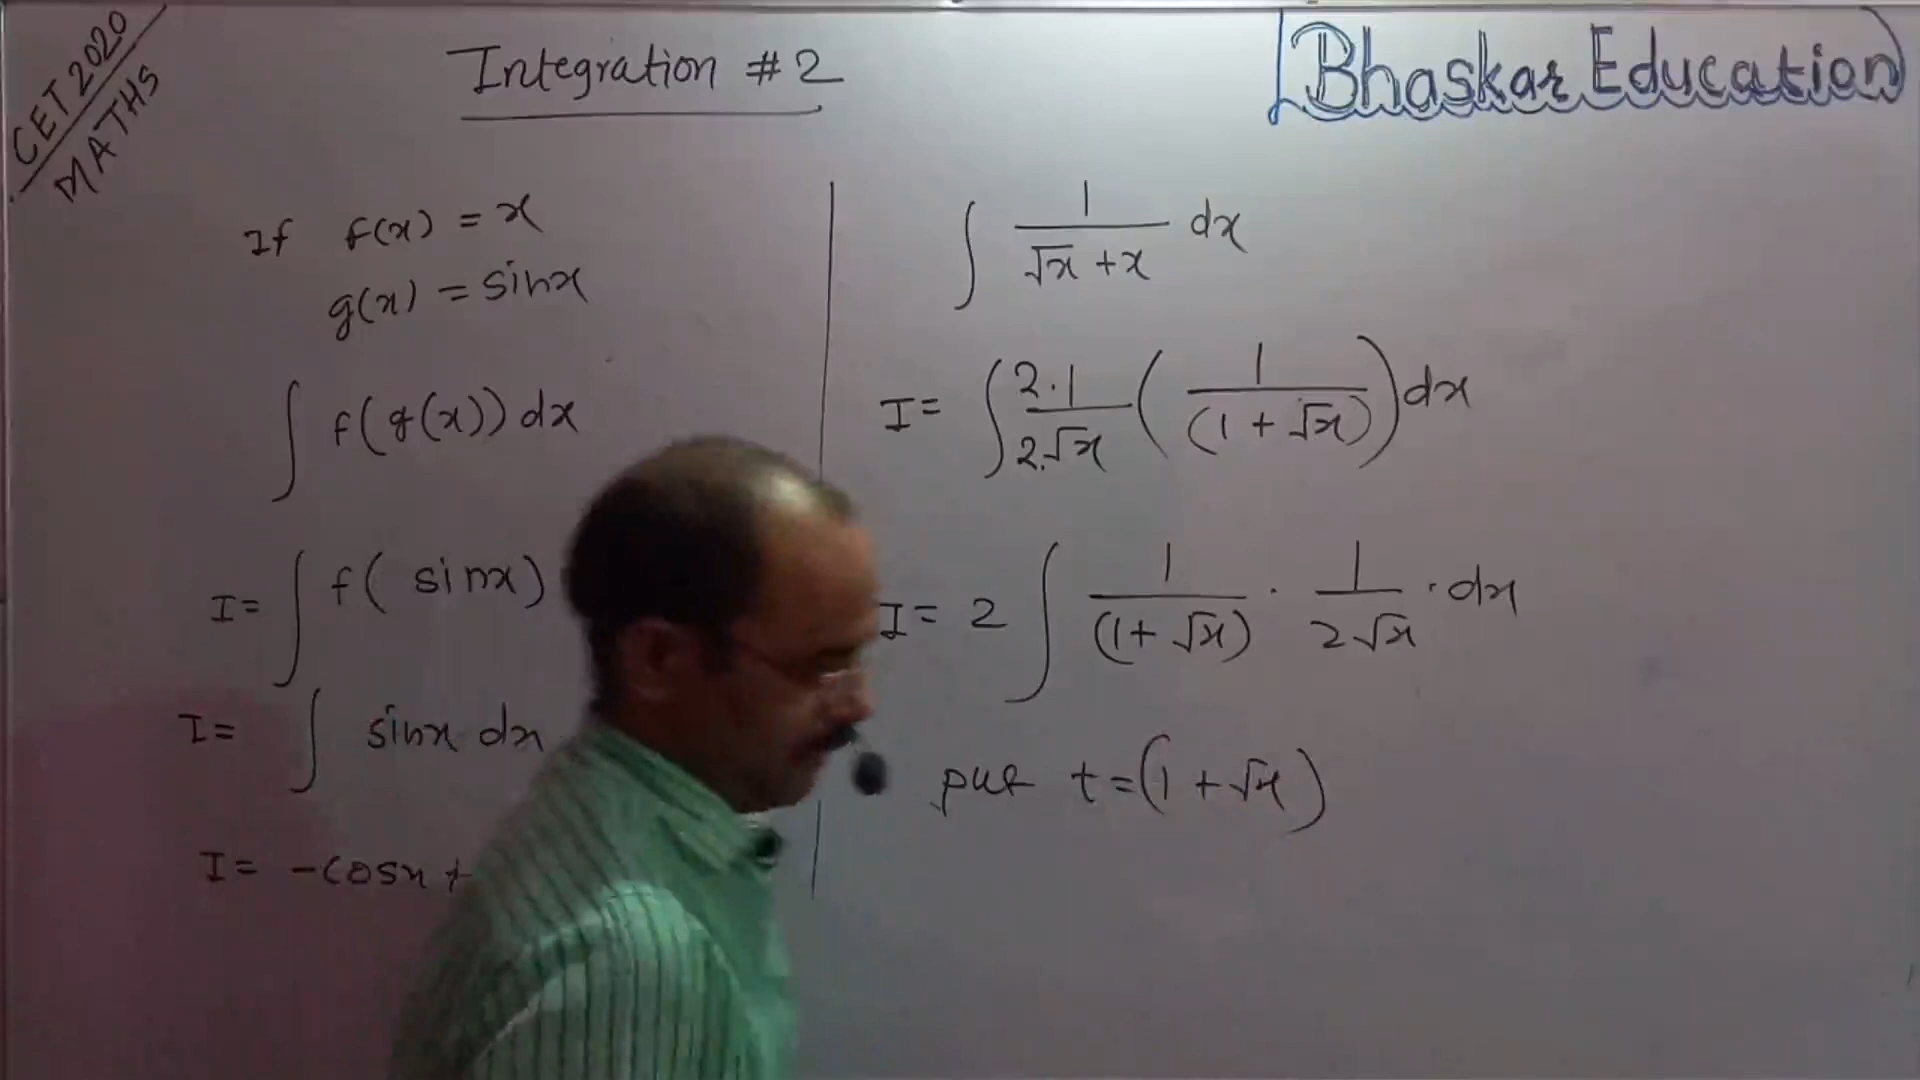 CET 2020
MATHS
Integration #2
Bhaskar Education
If f(x) = x
g(x) = sinx
∫ f(g(x)) dx
I= ∫ f( sinx)
I= ∫ sinx dx
I= -cosx +
∫ 1/(√x + x) dx
I= ∫ 2.1/2.√x (1/(1 + √x)) dx
I= 2 ∫ 1/(1+ √x) . 1/2√x . dx
put t=(1 + √x)